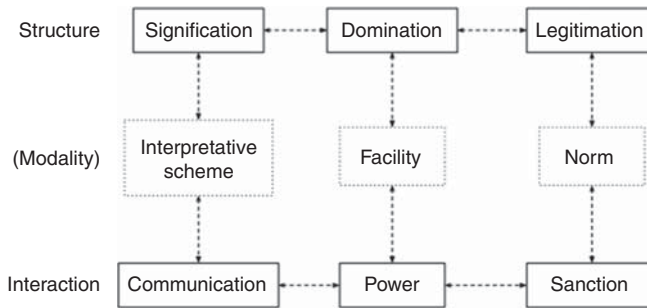 Structure Signification Domination Legitimation
(Modality) Interpretative scheme Facility Norm
Interaction Communication Power Sanction